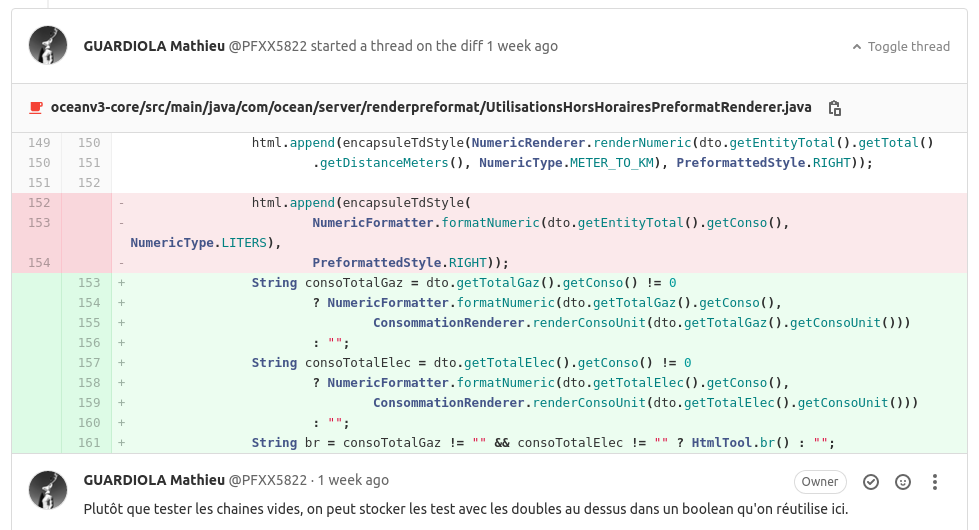 GUARDIOLA Mathieu @PFXX5822 started a thread on the diff 1 week ago
Toggle thread
oceanv3-core/src/main/java/com/ocean/server/renderpreformat/UtilisationsHorsHorairesPreformatRenderer.java
149 150 html.append(encapsuleTdStyle(NumericRenderer.renderNumeric(dto.getEntityTotal().getTotal()
150 151 .getDistanceMeters(), NumericType.METER_TO_KM), PreformattedStyle.RIGHT));
151 152
152 - html.append(encapsuleTdStyle(
153 - NumericFormatter.formatNumeric(dto.getEntityTotal().getConso(),
NumericType.LITERS),
154 - PreformattedStyle.RIGHT));
153 + String consoTotalGaz = dto.getTotalGaz().getConso() != 0
154 + ? NumericFormatter.formatNumeric(dto.getTotalGaz().getConso(),
155 + ConsommationRenderer.renderConsoUnit(dto.getTotalGaz().getConsoUnit()))
156 + : "";
157 + String consoTotalElec = dto.getTotalElec().getConso() != 0
158 + ? NumericFormatter.formatNumeric(dto.getTotalElec().getConso(),
159 + ConsommationRenderer.renderConsoUnit(dto.getTotalElec().getConsoUnit()))
160 + : "";
161 + String br = consoTotalGaz != "" && consoTotalElec != "" ? HtmlTool.br() : "";
GUARDIOLA Mathieu @PFXX5822 · 1 week ago
Owner
Plutôt que tester les chaines vides, on peut stocker les test avec les doubles au dessus dans un boolean qu'on réutilise ici.